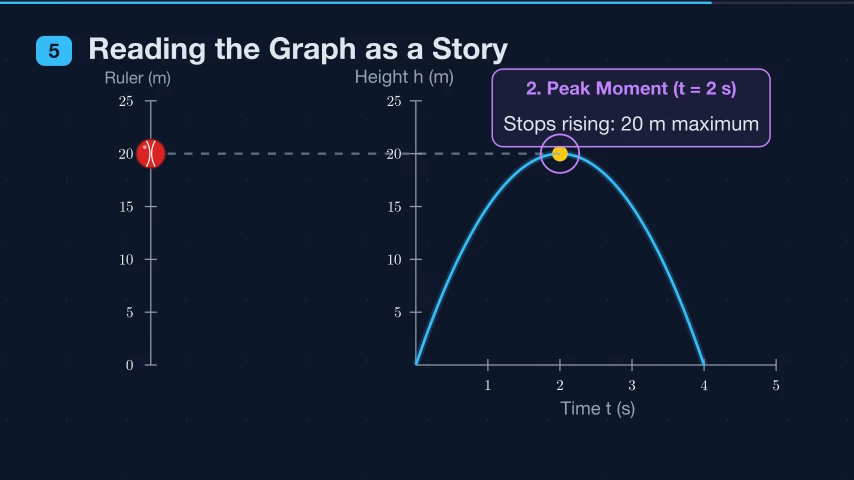 5 Reading the Graph as a Story
Ruler (m)
25
20
15
10
5
0
Height h (m)
25
20
15
10
5
2. Peak Moment (t = 2 s)
Stops rising: 20 m maximum
1 2 3 4 5
Time t (s)